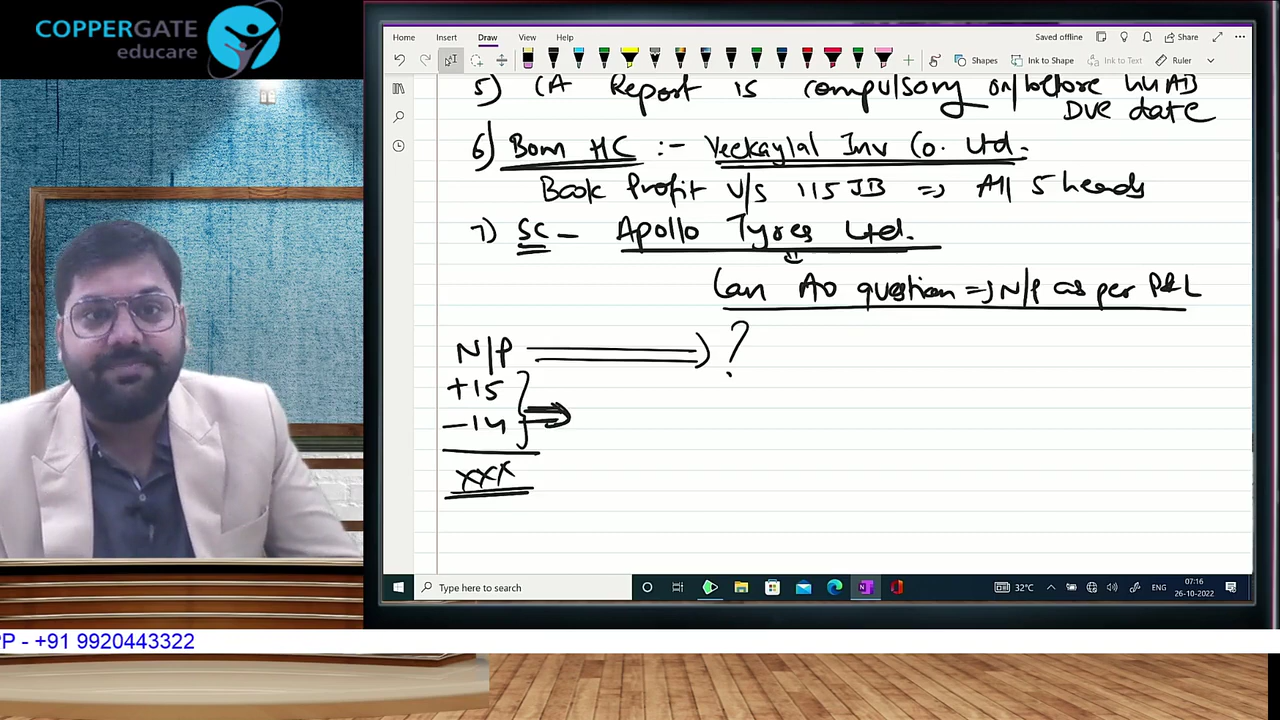 COPPERGATE
educare
Saved offline
Share
Home Insert Draw View Help
Shapes Ink to Shape Ink to Text Ruler
5) CA Report is compulsory on/before 44AB
Due date
6) Bom HC :- Veekaylal Inv Co. Ltd.
Book Profit u/s 115JB => All 5 heads
7) SC - Apollo Tyres Ltd.
Can AO question => N/P as per P&L
N/P => ?
+15
-14
xxx
Type here to search
32°C
ENG
07:16
26-10-2022
PP - +91 9920443322